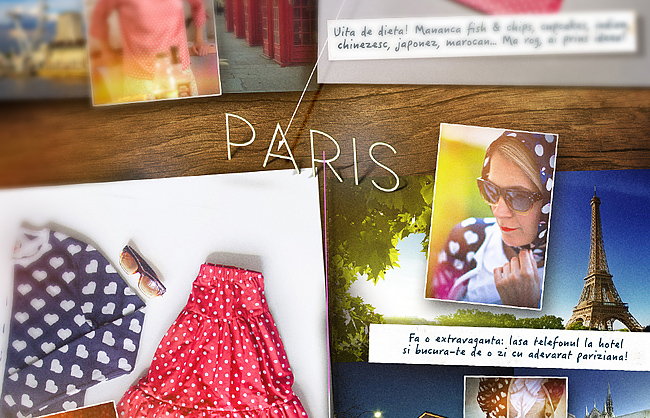 Uita de dieta! Mananca fish & chips, cupcakes, indian,
chinezesc, japonez, marocan... Ma rog, ai prins ideea!
PARIS
Fa o extravaganta: lasa telefonul la hotel
si bucura-te de o zi cu adevarat pariziana!